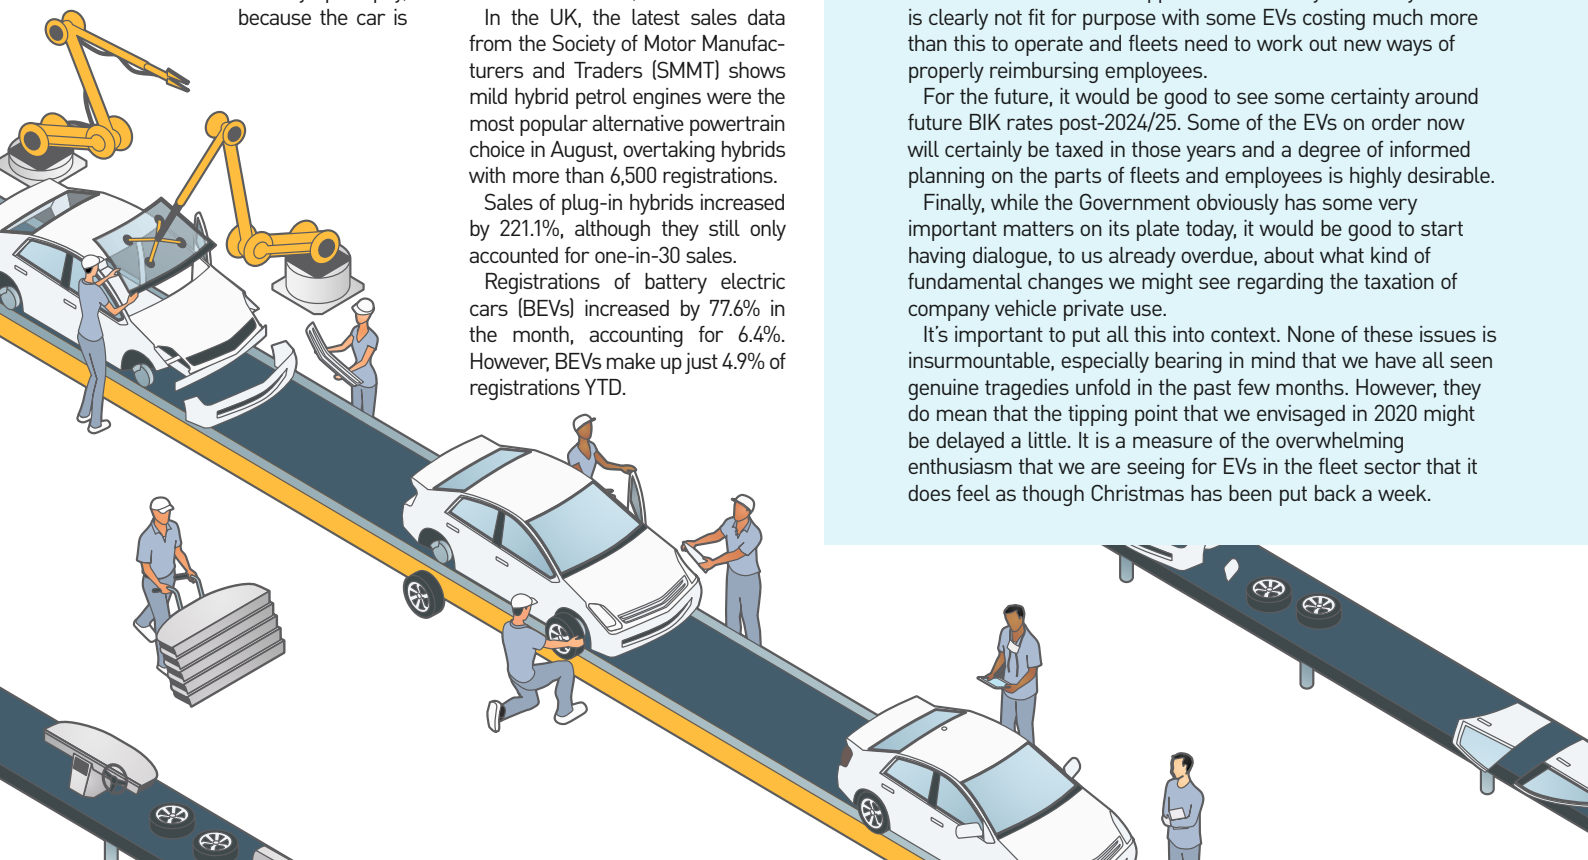 because the car is
In the UK, the latest sales data
from the Society of Motor Manufac-
turers and Traders (SMMT) shows
mild hybrid petrol engines were the
most popular alternative powertrain
choice in August, overtaking hybrids
with more than 6,500 registrations.
Sales of plug-in hybrids increased
by 221.1%, although they still only
accounted for one-in-30 sales.
Registrations of battery electric
cars (BEVs) increased by 77.6% in
the month, accounting for 6.4%.
However, BEVs make up just 4.9% of
registrations YTD.
is clearly not fit for purpose with some EVs costing much more
than this to operate and fleets need to work out new ways of
properly reimbursing employees.
For the future, it would be good to see some certainty around
future BIK rates post-2024/25. Some of the EVs on order now
will certainly be taxed in those years and a degree of informed
planning on the parts of fleets and employees is highly desirable.
Finally, while the Government obviously has some very
important matters on its plate today, it would be good to start
having dialogue, to us already overdue, about what kind of
fundamental changes we might see regarding the taxation of
company vehicle private use.
It's important to put all this into context. None of these issues is
insurmountable, especially bearing in mind that we have all seen
genuine tragedies unfold in the past few months. However, they
do mean that the tipping point that we envisaged in 2020 might
be delayed a little. It is a measure of the overwhelming
enthusiasm that we are seeing for EVs in the fleet sector that it
does feel as though Christmas has been put back a week.